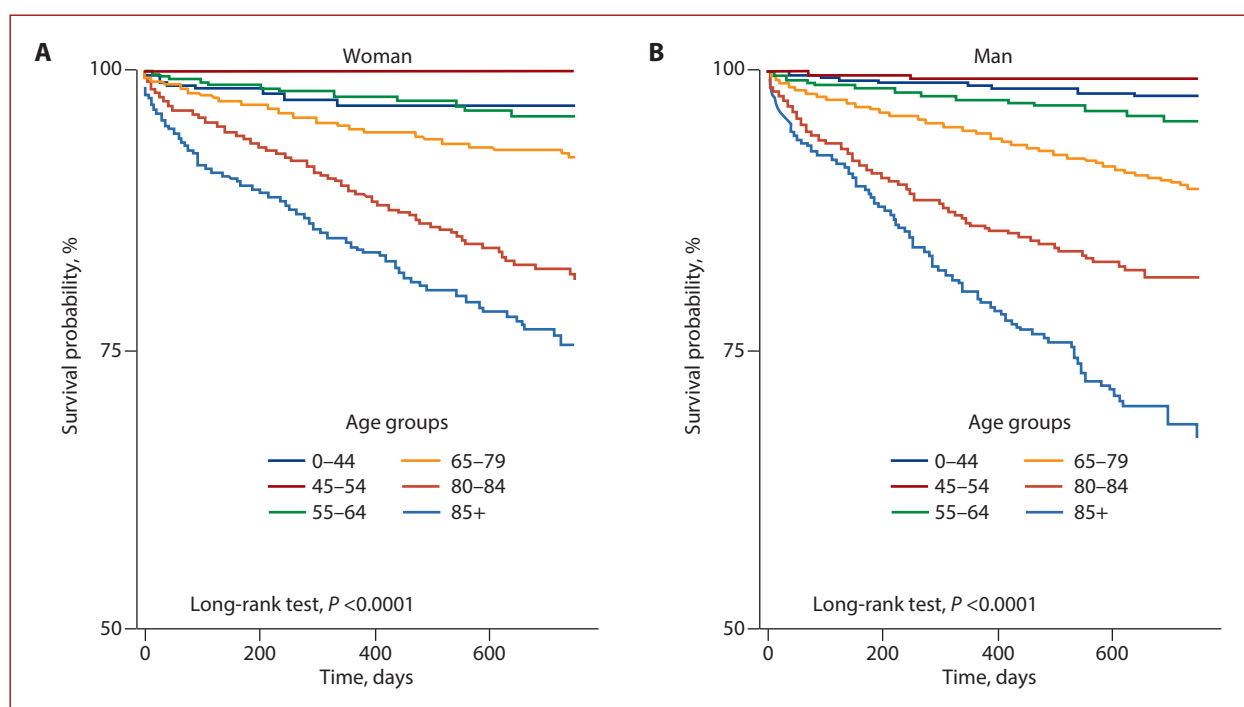 A
Woman
100
75
50
Survival probability, %
Age groups
0–44
65–79
45–54
80–84
55–64
85+
Long-rank test, P <0.0001
0
200
400
600
Time, days
B
Man
100
75
50
Survival probability, %
Age groups
0–44
65–79
45–54
80–84
55–64
85+
Long-rank test, P <0.0001
0
200
400
600
Time, days